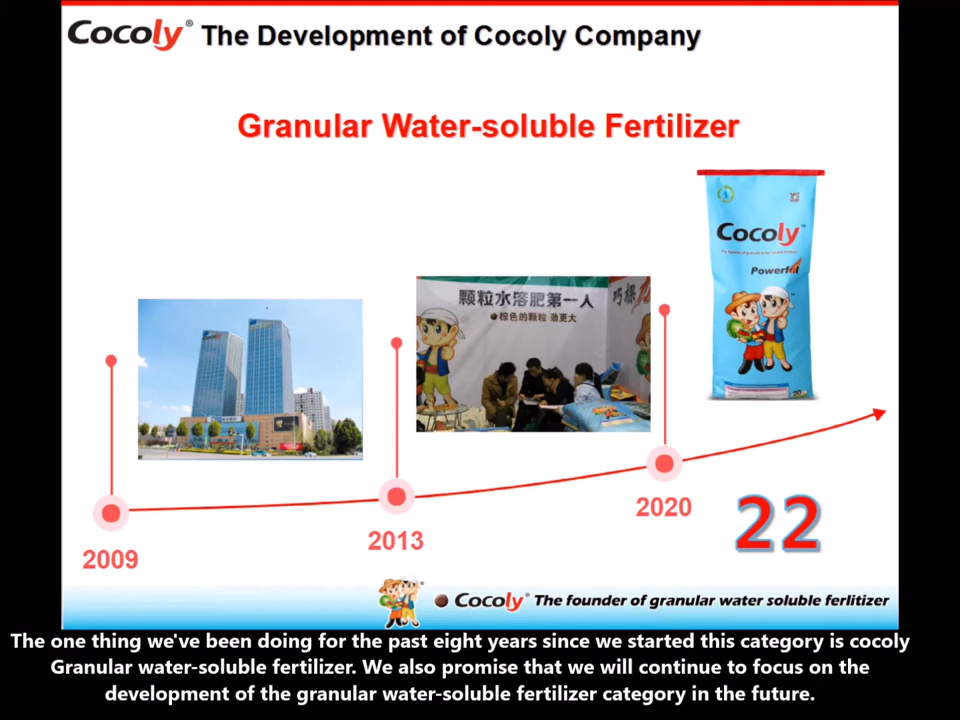 Cocoly® The Development of Cocoly Company
Granular Water-soluble Fertilizer
Cocoly
Powerful
颗粒水溶肥第一人
棕色的颗粒 劲更大
巧棵
2009
2013
2020
22
Cocoly® The founder of granular water soluble ferlitizer
The one thing we've been doing for the past eight years since we started this category is cocoly
Granular water-soluble fertilizer. We also promise that we will continue to focus on the
development of the granular water-soluble fertilizer category in the future.